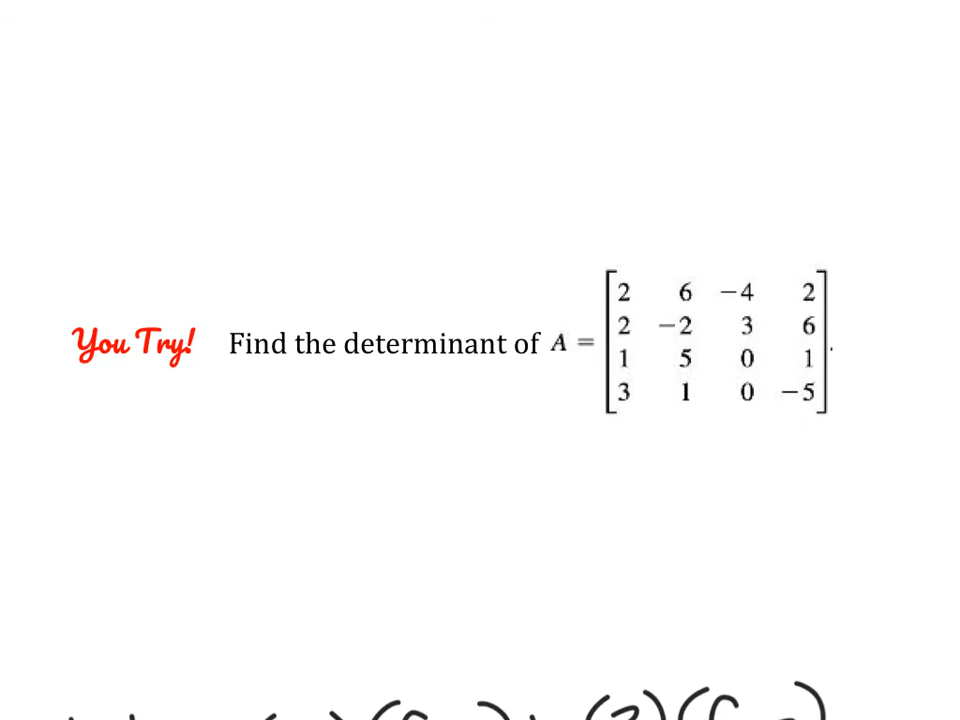 You Try! Find the determinant of A = [2 6 -4 2
2 -2 3 6
1 5 0 1
3 1 0 -5].